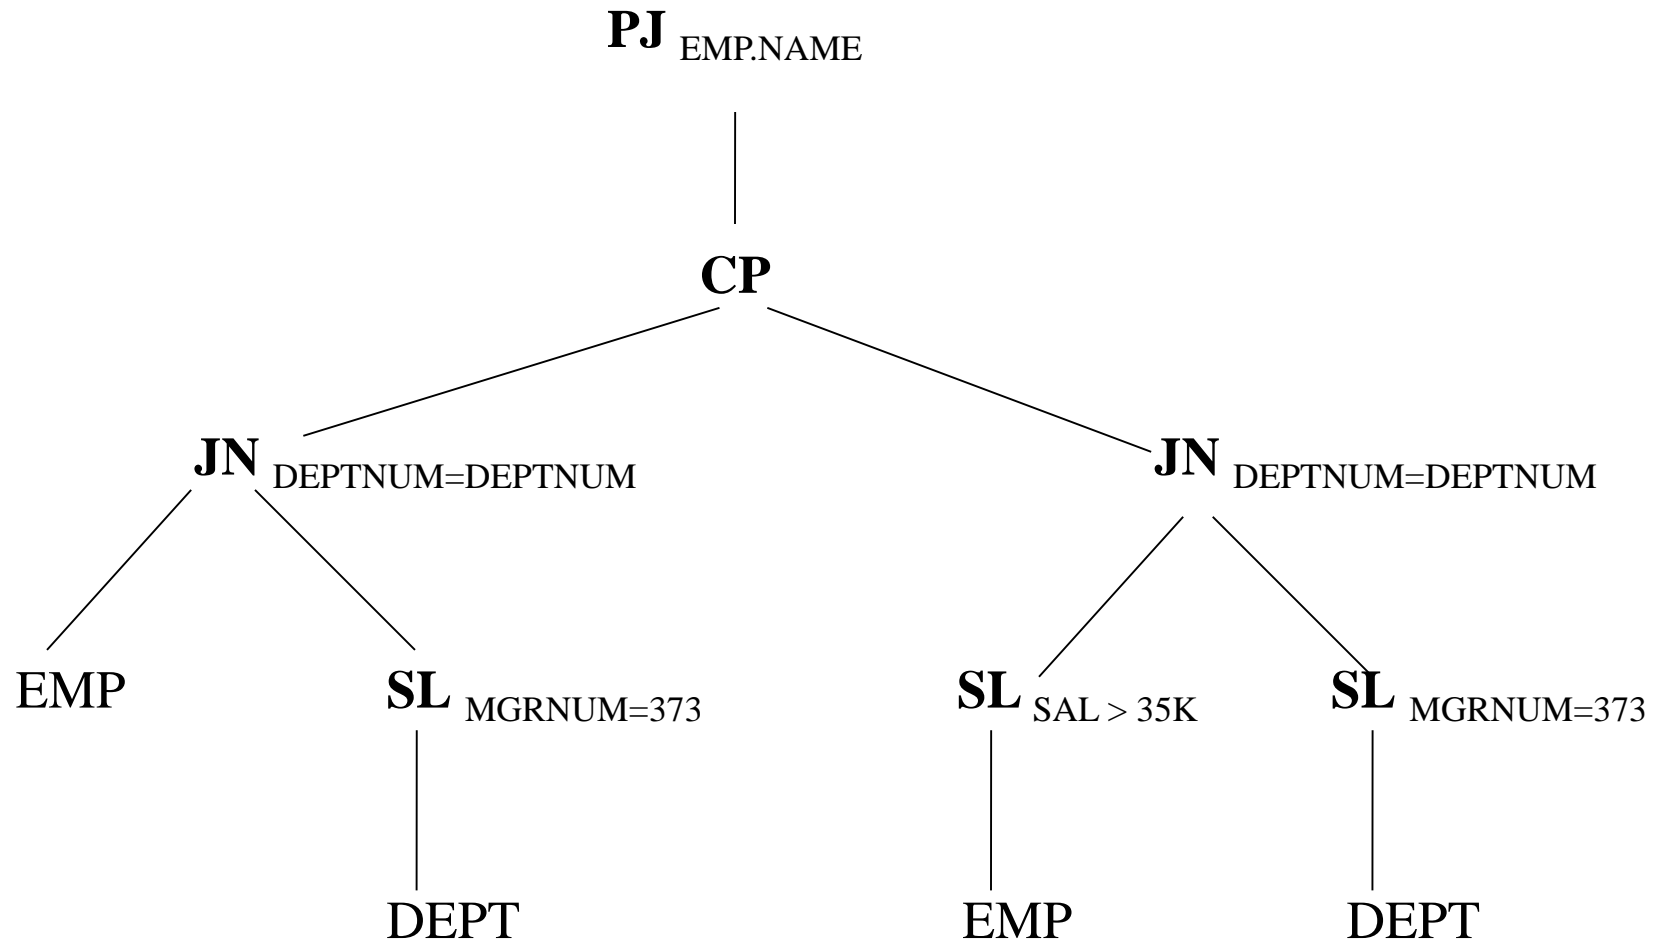 PJ EMP.NAME
CP
JN DEPTNUM=DEPTNUM
JN DEPTNUM=DEPTNUM
EMP
SL MGRNUM=373
SL SAL > 35K
SL MGRNUM=373
DEPT
EMP
DEPT